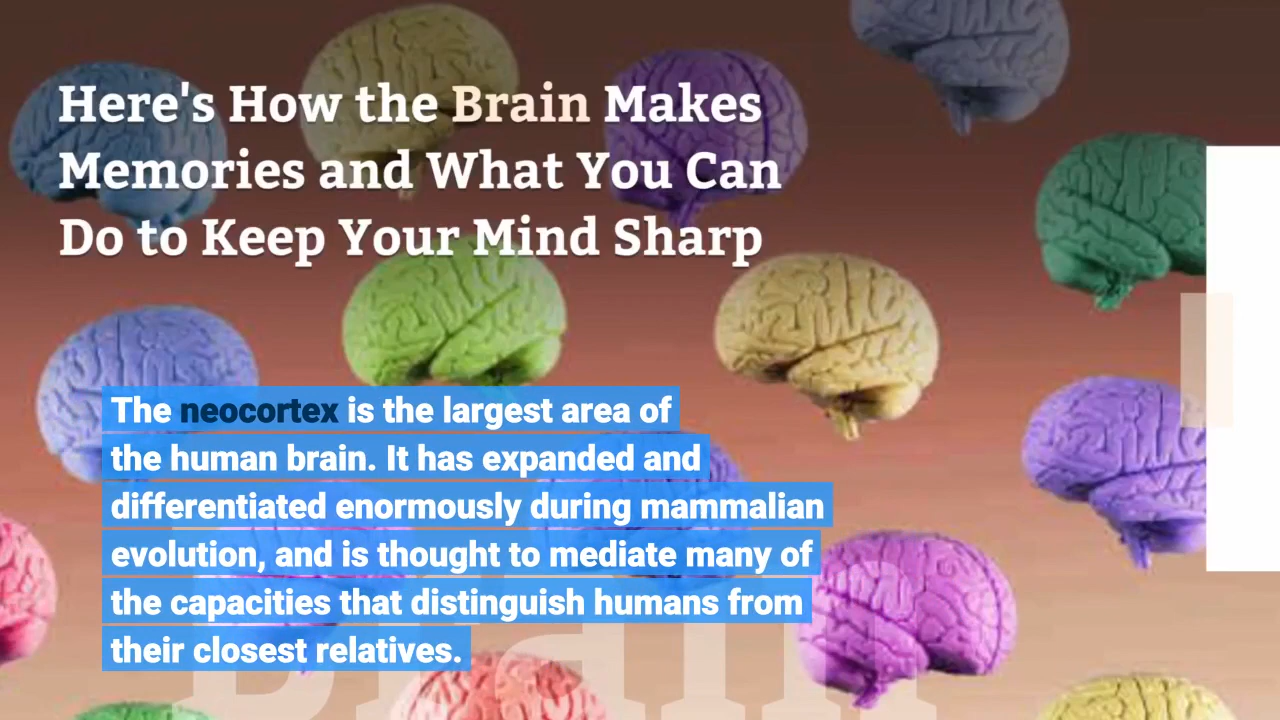 Here's How the Brain Makes
Memories and What You Can
Do to Keep Your Mind Sharp
The neocortex is the largest area of
the human brain. It has expanded and
differentiated enormously during mammalian
evolution, and is thought to mediate many of
the capacities that distinguish humans from
their closest relatives.
Brain